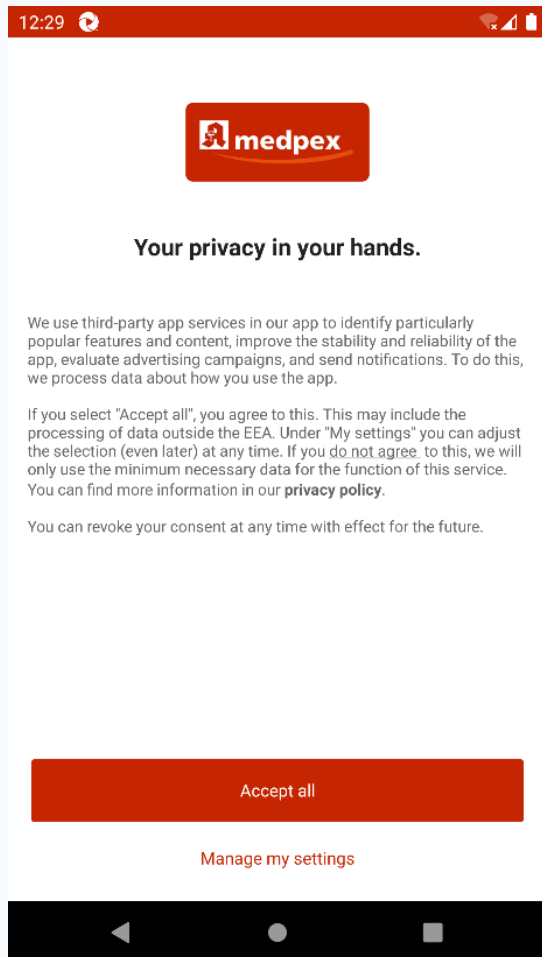 12:29
medpex
Your privacy in your hands.
We use third-party app services in our app to identify particularly
popular features and content, improve the stability and reliability of the
app, evaluate advertising campaigns, and send notifications. To do this,
we process data about how you use the app.
If you select "Accept all", you agree to this. This may include the
processing of data outside the EEA. Under "My settings" you can adjust
the selection (even later) at any time. If you do not agree to this, we will
only use the minimum necessary data for the function of this service.
You can find more information in our privacy policy.
You can revoke your consent at any time with effect for the future.
Accept all
Manage my settings